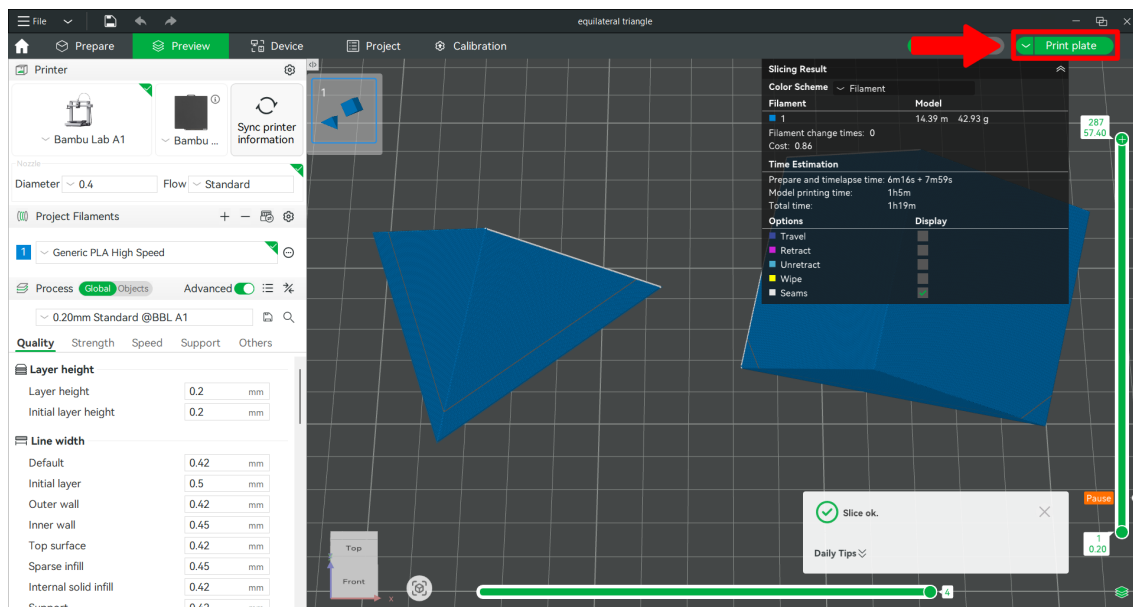 File
equilateral triangle
Prepare
Preview
Device
Project
Calibration
Print plate
Printer
Bambu Lab A1
Bambu ...
Sync printer
information
Nozzle
Diameter
0.4
Flow
Standard
Project Filaments
1
Generic PLA High Speed
Process
Global
Objects
Advanced
0.20mm Standard @BBL A1
Quality
Strength
Speed
Support
Others
Layer height
Layer height
0.2
mm
Initial layer height
0.2
mm
Line width
Default
0.42
mm
Initial layer
0.5
mm
Outer wall
0.42
mm
Inner wall
0.45
mm
Top surface
0.42
mm
Sparse infill
0.45
mm
Internal solid infill
0.42
mm
Support
0.42
mm
1
Slicing Result
Color Scheme
Filament
Filament
Model
1
14.39 m 42.93 g
Filament change times: 0
Cost: 0.86
Time Estimation
Prepare and timelapse time: 6m16s + 7m59s
Model printing time: 1h5m
Total time: 1h19m
Options
Display
Travel
Retract
Unretract
Wipe
Seams
287
57.40
Pause
1
0.20
Slice ok.
Daily Tips
Top
Front
x
4